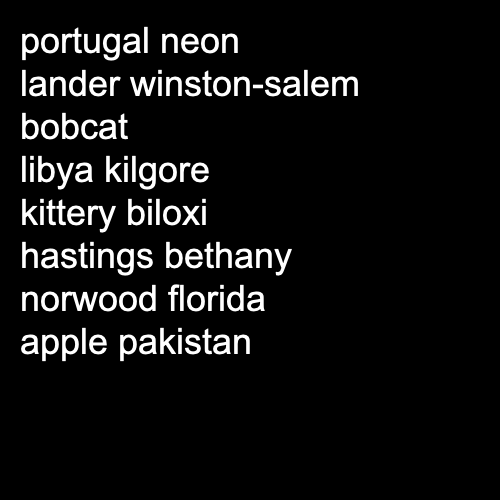 portugal neon
lander winston-salem
bobcat
libya kilgore
kittery biloxi
hastings bethany
norwood florida
apple pakistan